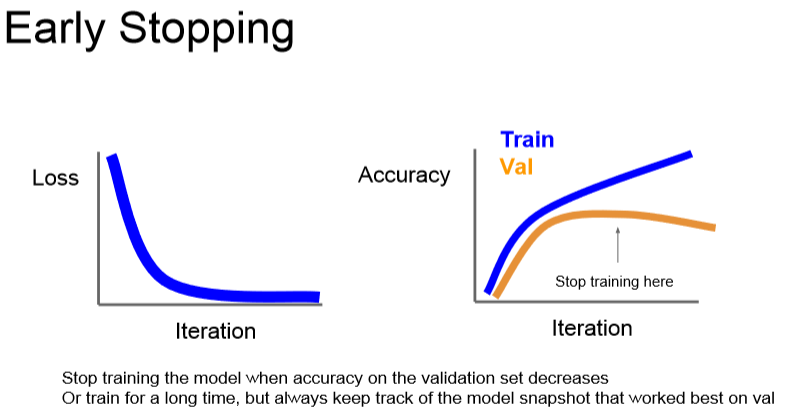 Early Stopping
Loss
Iteration
Train
Val
Accuracy
Stop training here
Iteration
Stop training the model when accuracy on the validation set decreases
Or train for a long time, but always keep track of the model snapshot that worked best on val